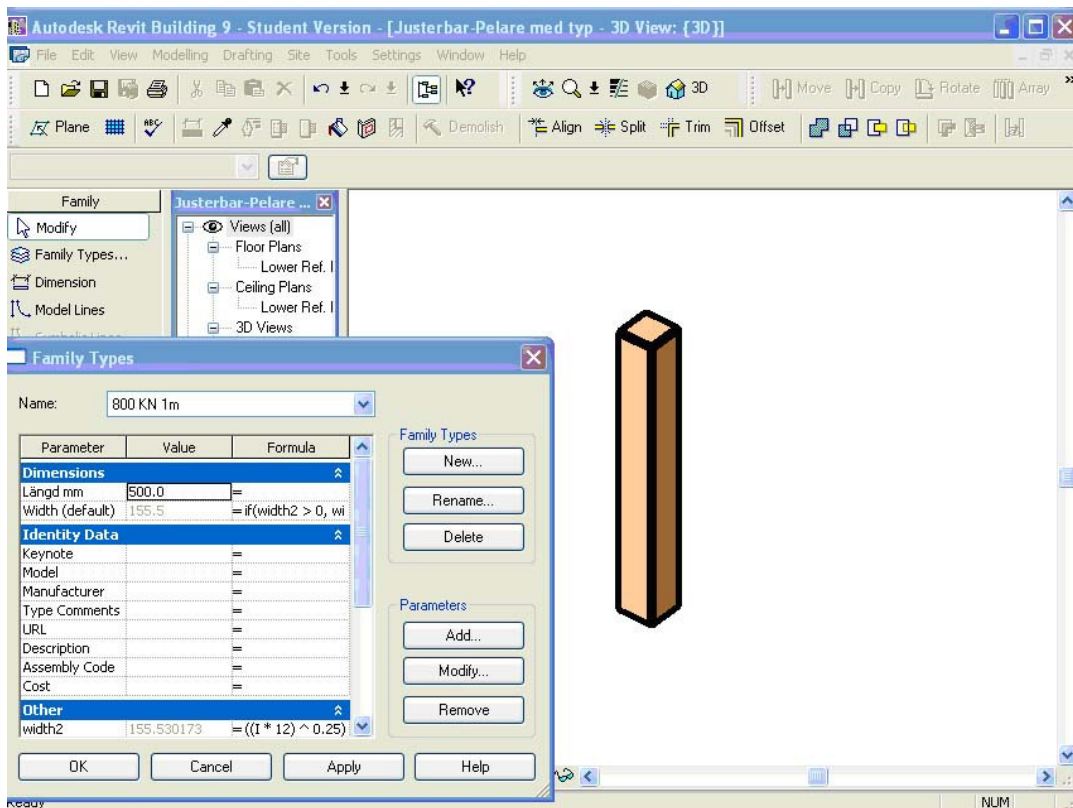 Autodesk Revit Building 9 - Student Version - [Justerbar-Pelare med typ - 3D View: {3D}]
File Edit View Modelling Drafting Site Tools Settings Window Help
3D Move Copy Rotate Array
Plane ABC Demolish Align Split Trim Offset
Family
Modify
Family Types...
Dimension
Model Lines
Justerbar-Pelare ...
Views (all)
Floor Plans
Lower Ref. l
Ceiling Plans
Lower Ref. l
3D Views
Family Types
Name: 800 KN 1m
Parameter Value Formula
Dimensions
Längd mm 500.0 =
Width (default) 155.5 = if(width2 > 0, wi
Identity Data
Keynote =
Model =
Manufacturer =
Type Comments =
URL =
Description =
Assembly Code =
Cost =
Other
width2 155.530173 = ((I * 12) ^ 0.25)
Family Types
New...
Rename...
Delete
Parameters
Add...
Modify...
Remove
OK Cancel Apply Help
Ready NUM